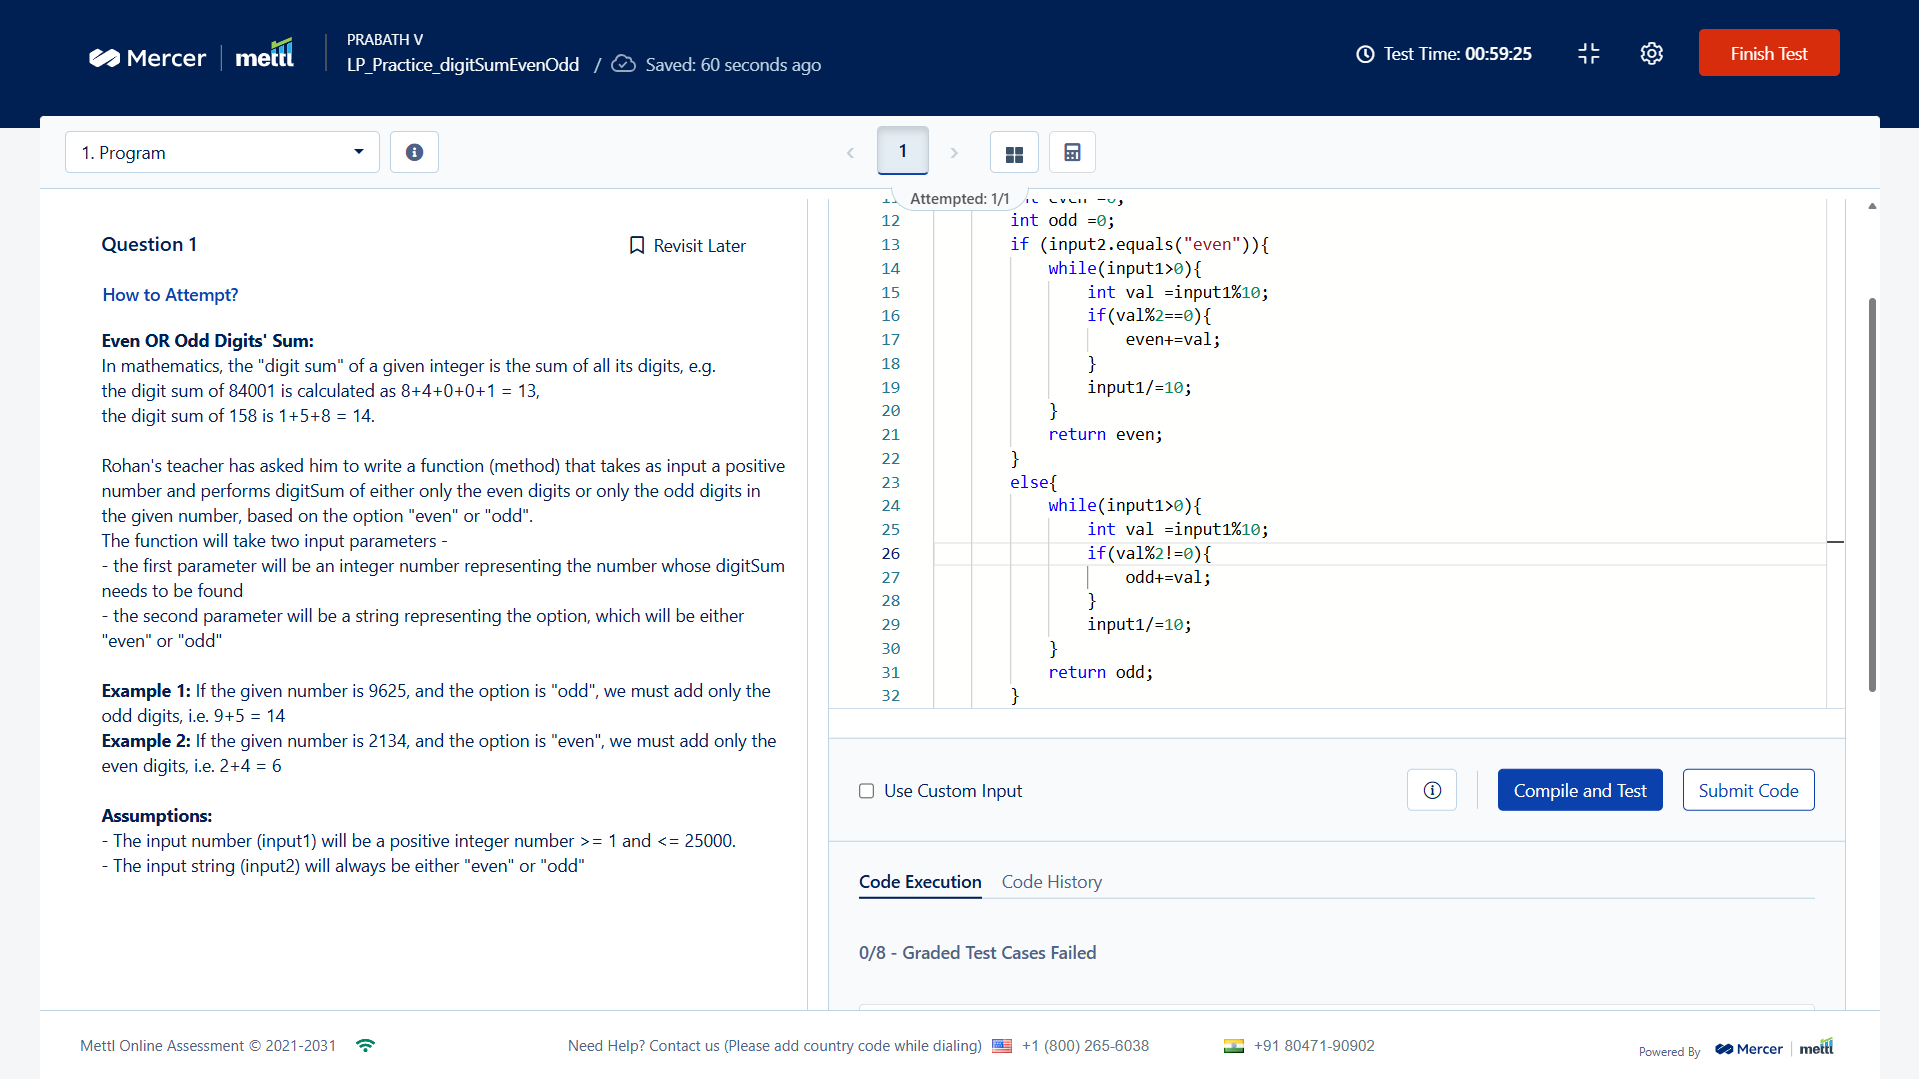 Mercer
mettl
PRABATH V
LP_Practice_digitSumEvenOdd / Saved: 60 seconds ago
Test Time: 00:59:25
Finish Test
1. Program
1
Attempted: 1/1
Question 1
Revisit Later
How to Attempt?
Even OR Odd Digits' Sum:
In mathematics, the "digit sum" of a given integer is the sum of all its digits, e.g.
the digit sum of 84001 is calculated as 8+4+0+0+1 = 13,
the digit sum of 158 is 1+5+8 = 14.
Rohan's teacher has asked him to write a function (method) that takes as input a positive
number and performs digitSum of either only the even digits or only the odd digits in
the given number, based on the option "even" or "odd".
The function will take two input parameters -
- the first parameter will be an integer number representing the number whose digitSum
needs to be found
- the second parameter will be a string representing the option, which will be either
"even" or "odd"
Example 1: If the given number is 9625, and the option is "odd", we must add only the
odd digits, i.e. 9+5 = 14
Example 2: If the given number is 2134, and the option is "even", we must add only the
even digits, i.e. 2+4 = 6
Assumptions:
- The input number (input1) will be a positive integer number >= 1 and <= 25000.
- The input string (input2) will always be either "even" or "odd"
12 int odd =0;
13 if (input2.equals("even")){
14 while(input1>0){
15 int val =input1%10;
16 if(val%2==0){
17 even+=val;
18 }
19 input1/=10;
20 }
21 return even;
22 }
23 else{
24 while(input1>0){
25 int val =input1%10;
26 if(val%2!=0){
27 odd+=val;
28 }
29 input1/=10;
30 }
31 return odd;
32 }
Use Custom Input
Compile and Test
Submit Code
Code Execution
Code History
0/8 - Graded Test Cases Failed
Mettl Online Assessment © 2021-2031
Need Help? Contact us (Please add country code while dialing) +1 (800) 265-6038
+91 80471-90902
Powered By
Mercer
mettl